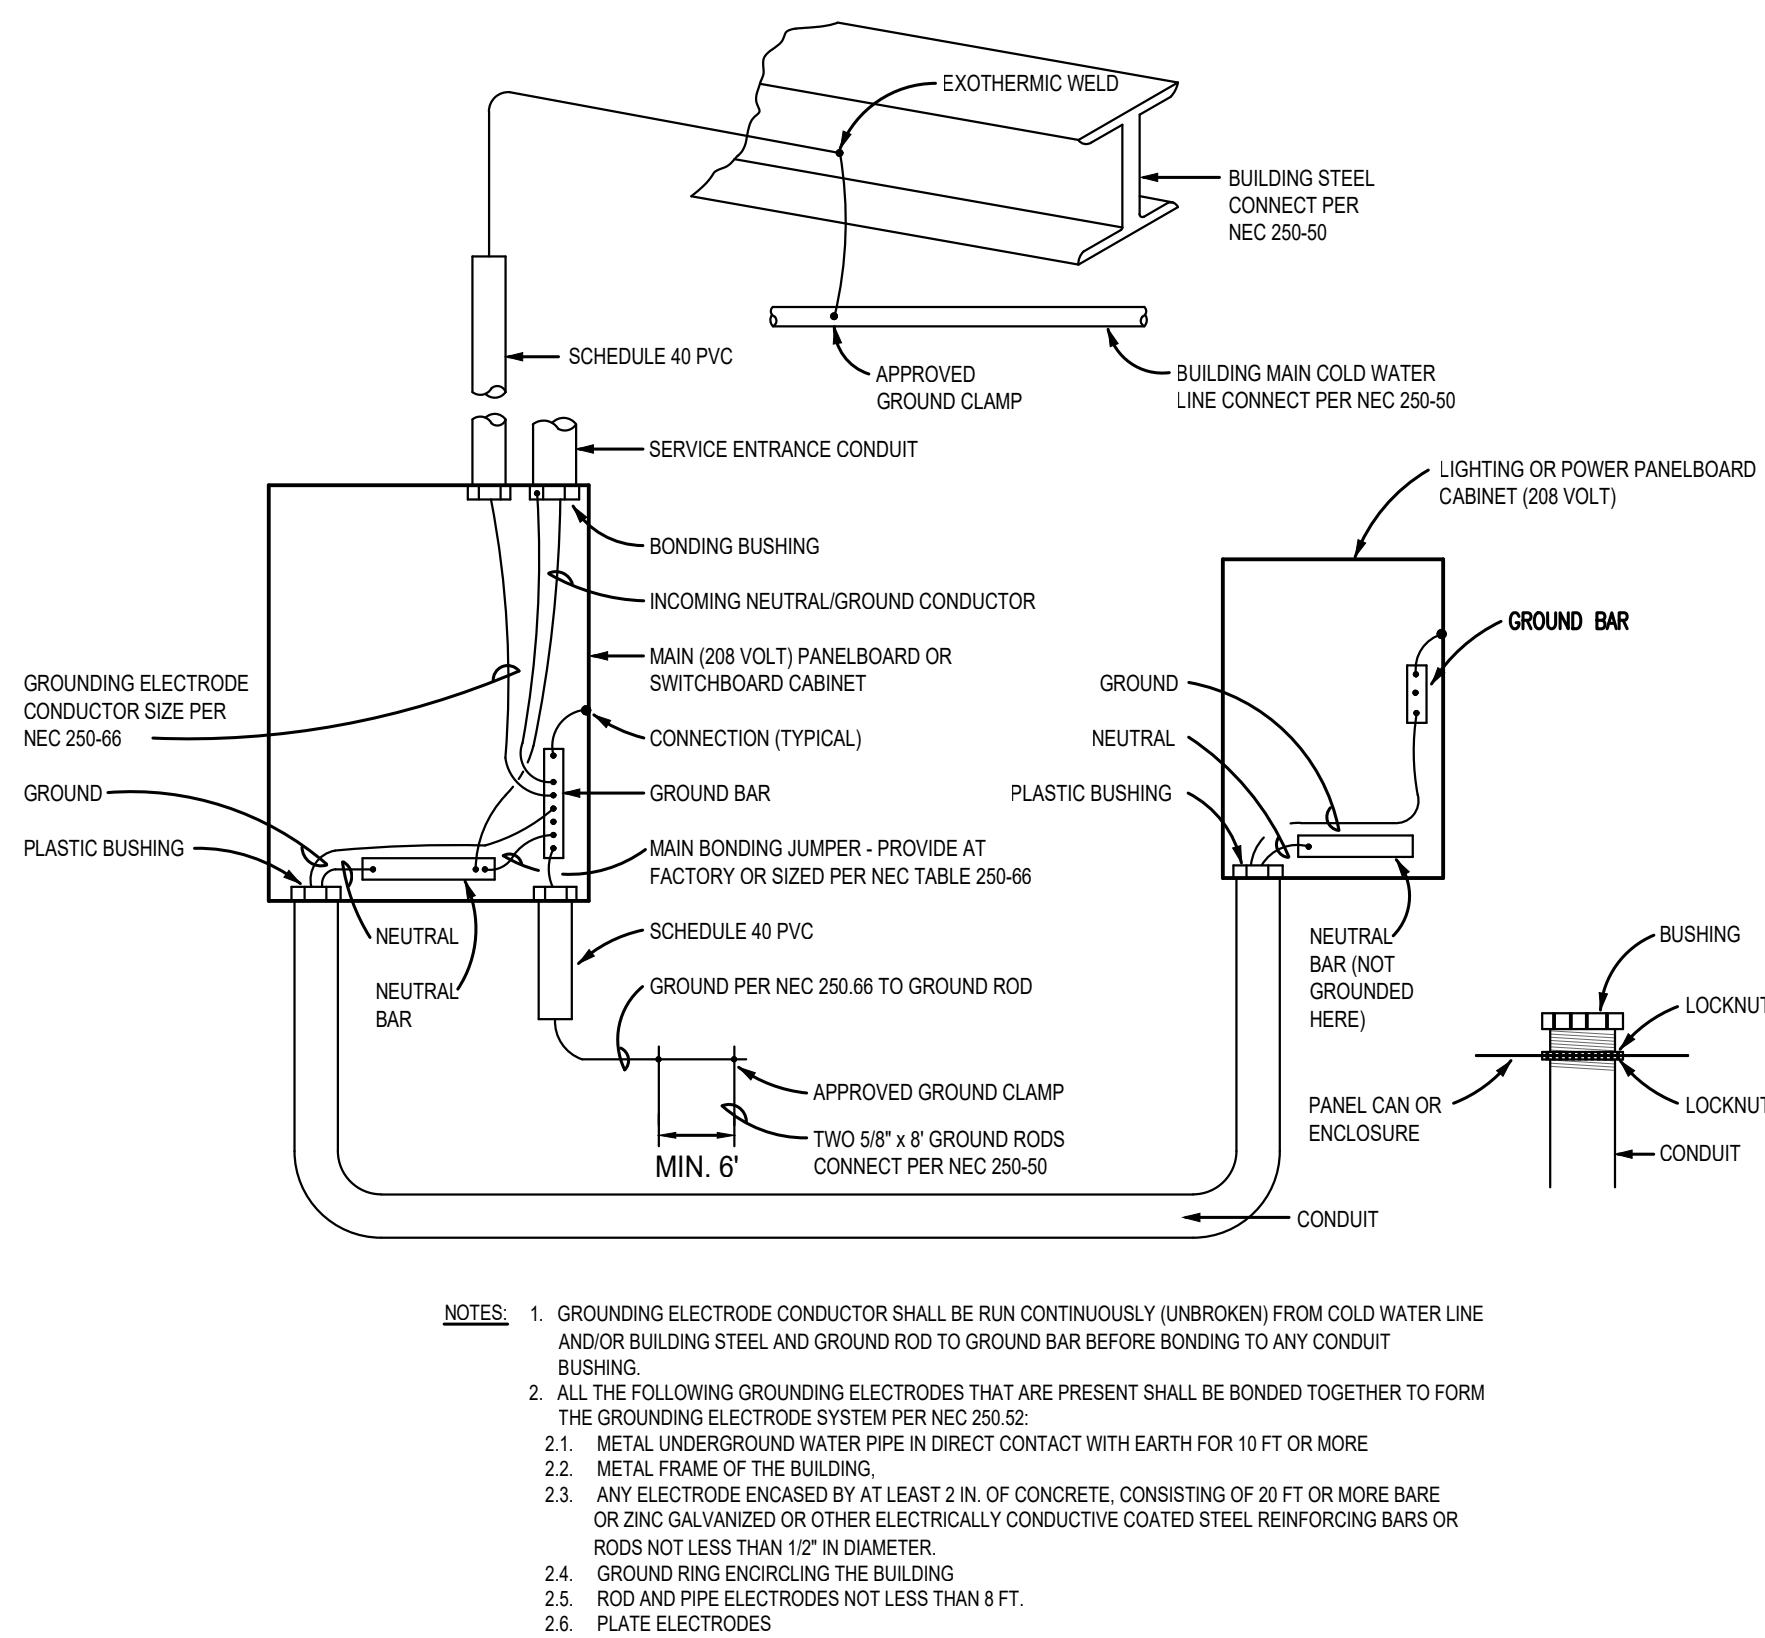 EXOTHERMIC WELD
BUILDING STEEL
CONNECT PER
NEC 250-50
SCHEDULE 40 PVC
APPROVED
GROUND CLAMP
BUILDING MAIN COLD WATER
LINE CONNECT PER NEC 250-50
SERVICE ENTRANCE CONDUIT
LIGHTING OR POWER PANELBOARD
CABINET (208 VOLT)
BONDING BUSHING
INCOMING NEUTRAL/GROUND CONDUCTOR
GROUND BAR
MAIN (208 VOLT) PANELBOARD OR
SWITCHBOARD CABINET
GROUNDING ELECTRODE
CONDUCTOR SIZE PER
NEC 250-66
GROUND
CONNECTION (TYPICAL)
NEUTRAL
GROUND
GROUND BAR
PLASTIC BUSHING
PLASTIC BUSHING
MAIN BONDING JUMPER - PROVIDE AT
FACTORY OR SIZED PER NEC TABLE 250-66
NEUTRAL
SCHEDULE 40 PVC
NEUTRAL
BAR (NOT
GROUNDED
HERE)
BUSHING
NEUTRAL
BAR
GROUND PER NEC 250.66 TO GROUND ROD
LOCKNUT
APPROVED GROUND CLAMP
PANEL CAN OR
ENCLOSURE
LOCKNUT
TWO 5/8" x 8' GROUND RODS
CONNECT PER NEC 250-50
MIN. 6'
CONDUIT
CONDUIT
NOTES: 1. GROUNDING ELECTRODE CONDUCTOR SHALL BE RUN CONTINUOUSLY (UNBROKEN) FROM COLD WATER LINE
AND/OR BUILDING STEEL AND GROUND ROD TO GROUND BAR BEFORE BONDING TO ANY CONDUIT
BUSHING.
2. ALL THE FOLLOWING GROUNDING ELECTRODES THAT ARE PRESENT SHALL BE BONDED TOGETHER TO FORM
THE GROUNDING ELECTRODE SYSTEM PER NEC 250.52:
2.1. METAL UNDERGROUND WATER PIPE IN DIRECT CONTACT WITH EARTH FOR 10 FT OR MORE
2.2. METAL FRAME OF THE BUILDING,
2.3. ANY ELECTRODE ENCASED BY AT LEAST 2 IN. OF CONCRETE, CONSISTING OF 20 FT OR MORE BARE
OR ZINC GALVANIZED OR OTHER ELECTRICALLY CONDUCTIVE COATED STEEL REINFORCING BARS OR
RODS NOT LESS THAN 1/2" IN DIAMETER.
2.4. GROUND RING ENCIRCLING THE BUILDING
2.5. ROD AND PIPE ELECTRODES NOT LESS THAN 8 FT.
2.6. PLATE ELECTRODES